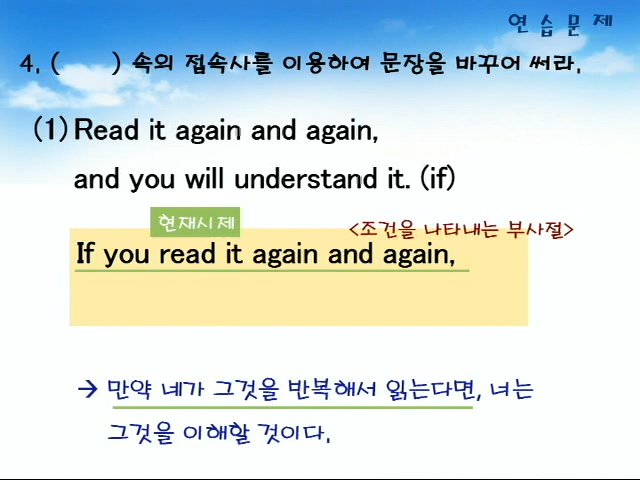 연습문제
4. (      ) 속의 접속사를 이용하여 문장을 바꾸어 써라.
(1) Read it again and again,
and you will understand it. (if)
현재시제
<조건을 나타내는 부사절>
If you read it again and again,
→ 만약 네가 그것을 반복해서 읽는다면, 너는
그것을 이해할 것이다.